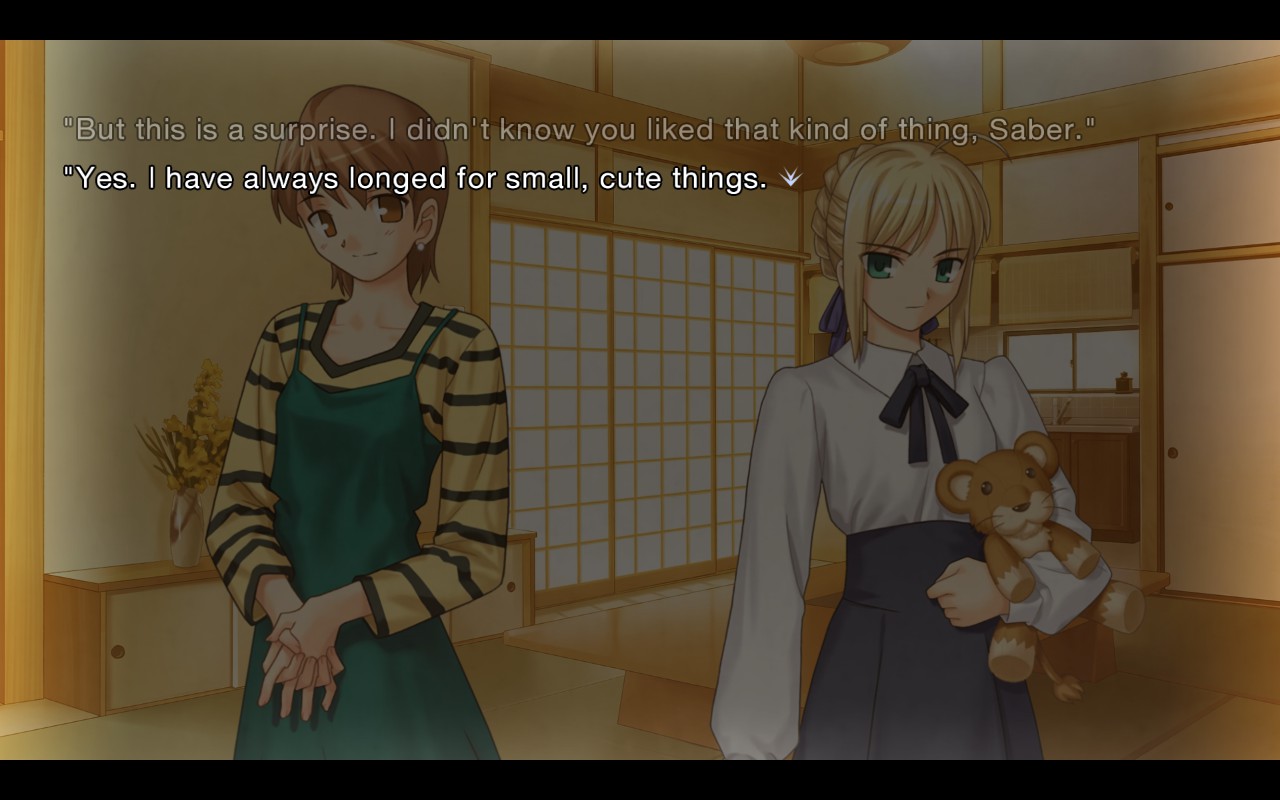 "But this is a surprise. I didn't know you liked that kind of thing, Saber."
"Yes. I have always longed for small, cute things.